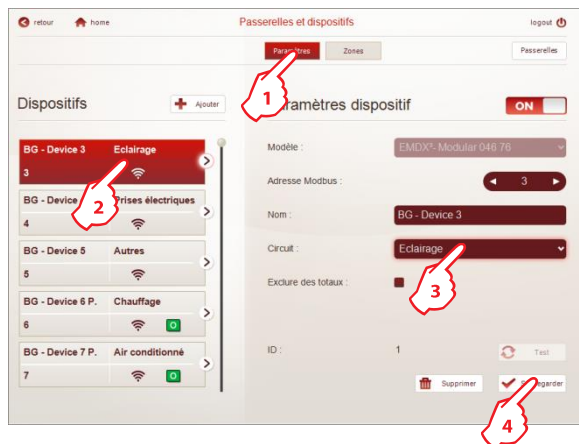 retour home Passerelles et dispositifs logout
Paramètres Zones Passerelles
1
Dispositifs Ajouter
Paramètres dispositif ON
BG - Device 3 Eclairage
3
2
BG - Device Prises électriques
4
BG - Device 5 Autres
5
BG - Device 6 P. Chauffage
6 O
BG - Device 7 P. Air conditionné
7 O
Modèle : EMDX³- Modular 046 76
Adresse Modbus : 3
Nom : BG - Device 3
Circuit : Eclairage
3
Exclure des totaux :
ID : 1 Test
Supprimer Sauvegarder
4